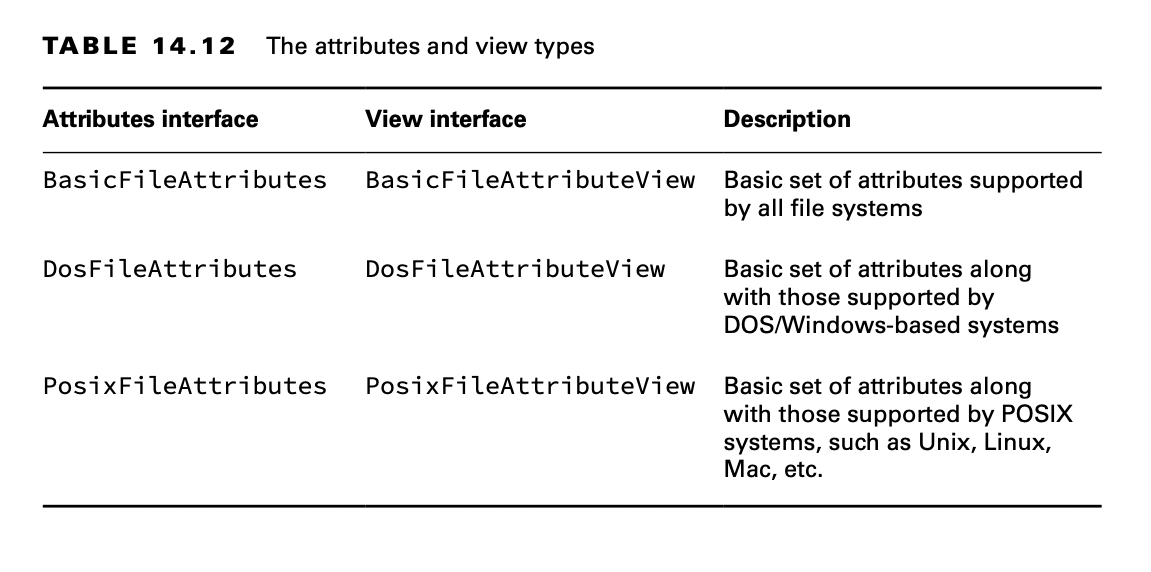 TABLE 14.12 The attributes and view types
Attributes interface View interface Description
BasicFileAttributes BasicFileAttributeView Basic set of attributes supported
by all file systems
DosFileAttributes DosFileAttributeView Basic set of attributes along
with those supported by
DOS/Windows-based systems
PosixFileAttributes PosixFileAttributeView Basic set of attributes along
with those supported by POSIX
systems, such as Unix, Linux,
Mac, etc.